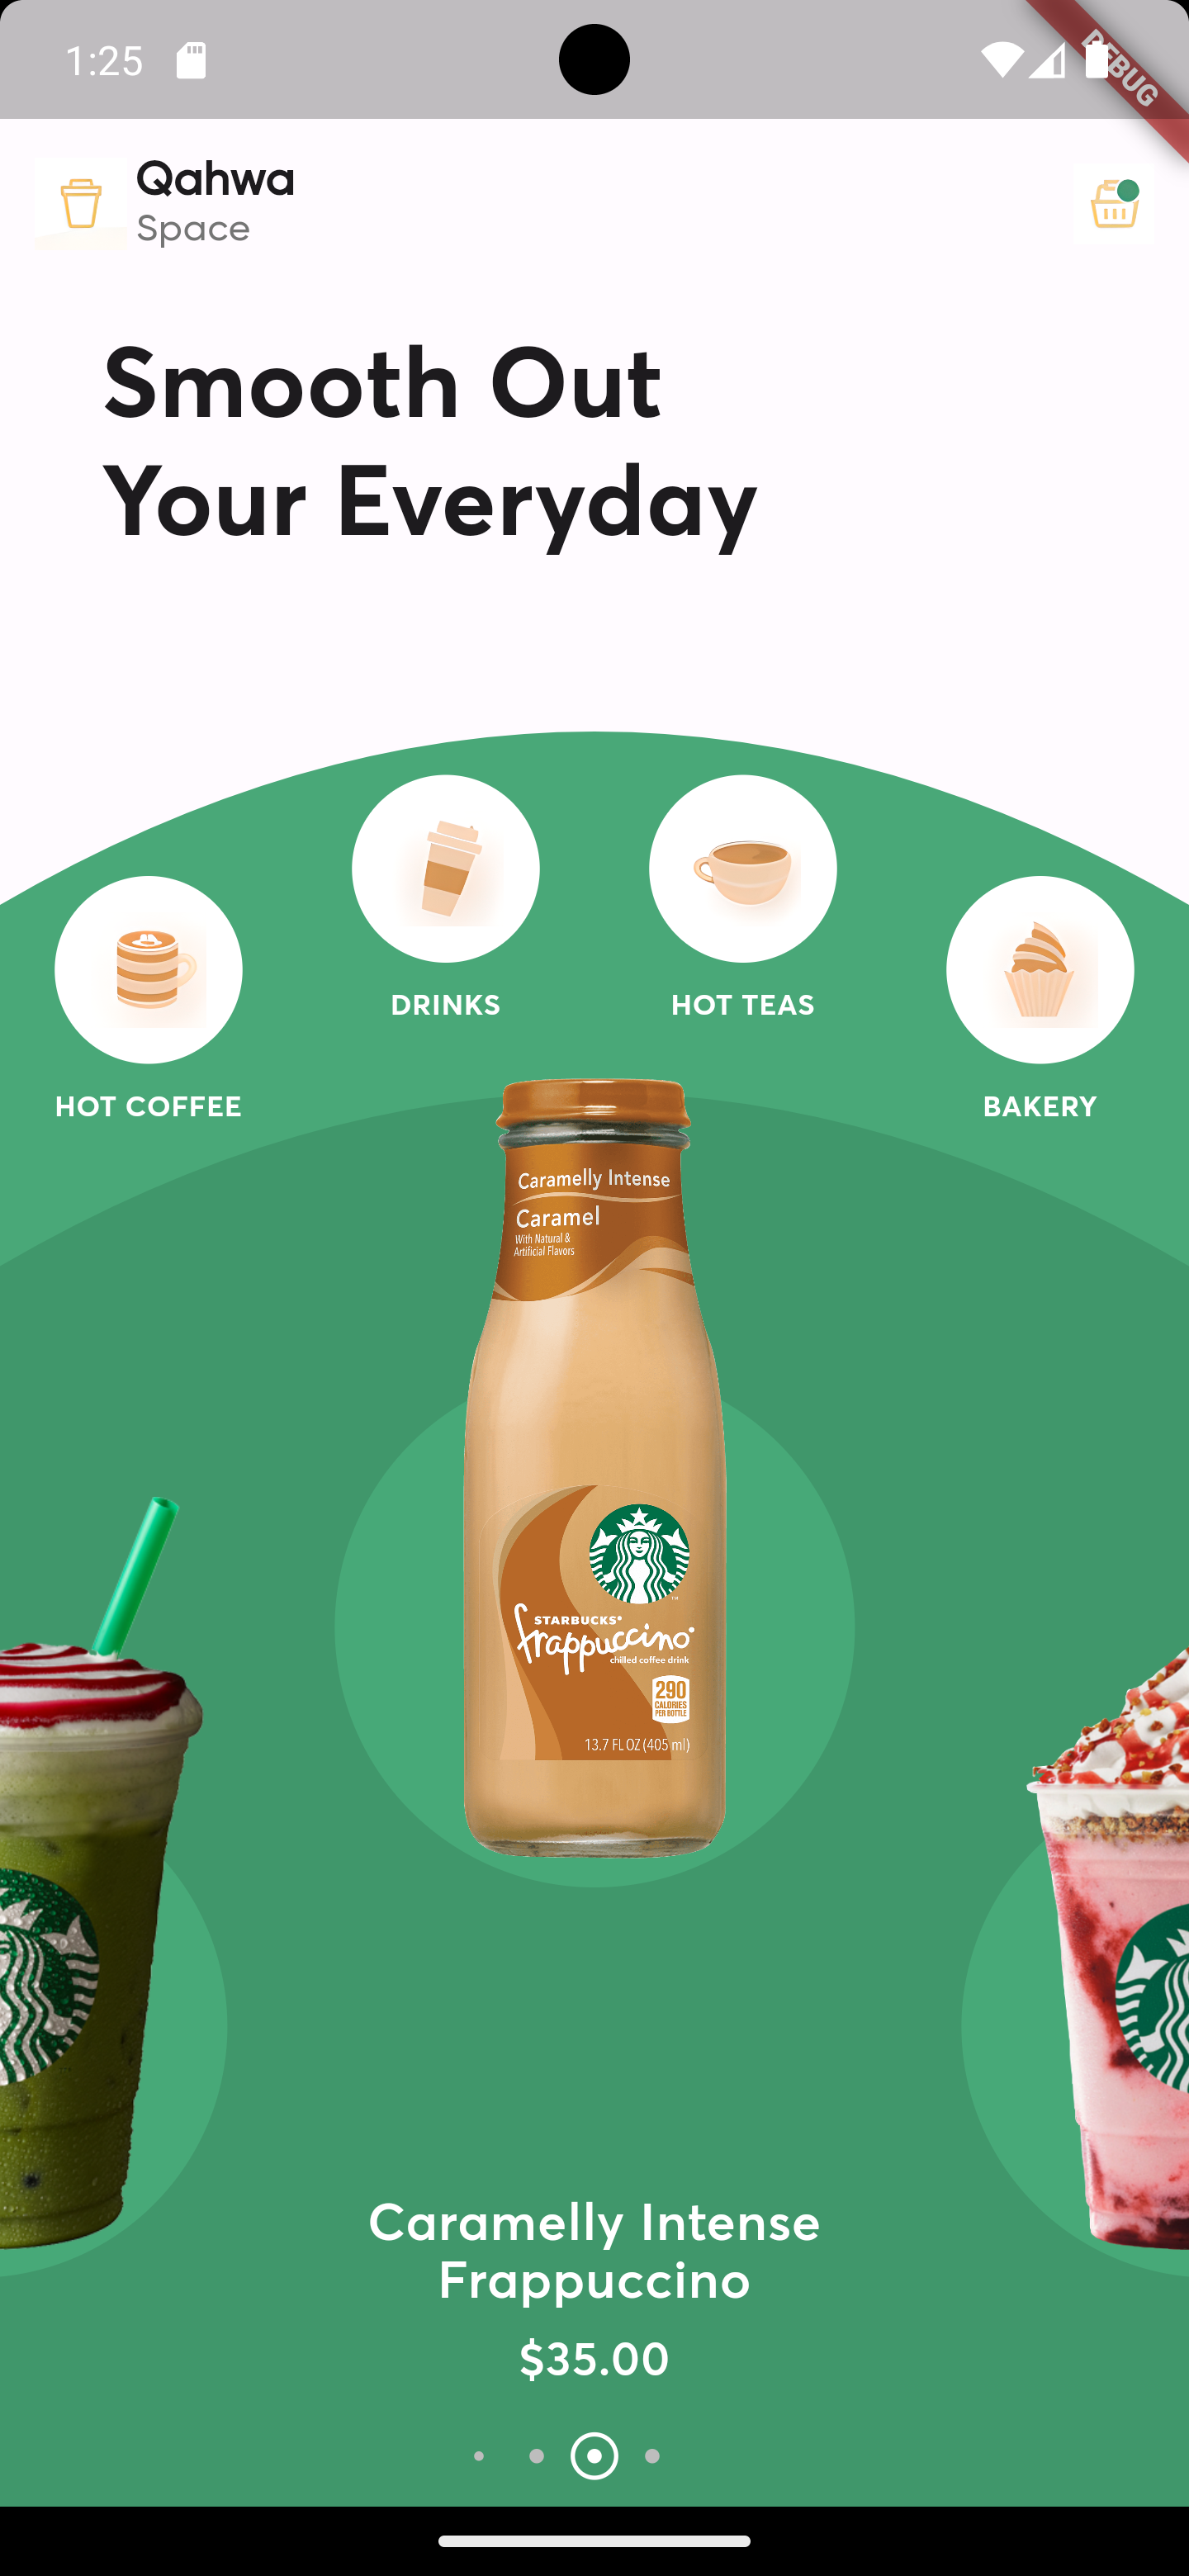 1:25
DEBUG
Qahwa
Space
Smooth Out
Your Everyday
DRINKS
HOT TEAS
HOT COFFEE
BAKERY
Caramelly Intense
Caramel
With Natural &
Artificial Flavors
™
STARBUCKS®
frappuccino®
chilled coffee drink
290
CALORIES
PER BOTTLE
13.7 FL OZ (405 ml)
Caramelly Intense
Frappuccino
$35.00